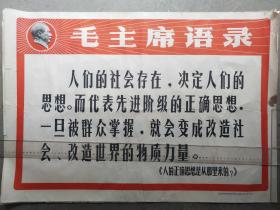 毛主席语录
人们的社会存在，决定人们的
思想。而代表先进阶级的正确思想，
一旦被群众掌握，就会变成改造社
会、改造世界的物质力量。
《人的正确思想是从那里来的？》